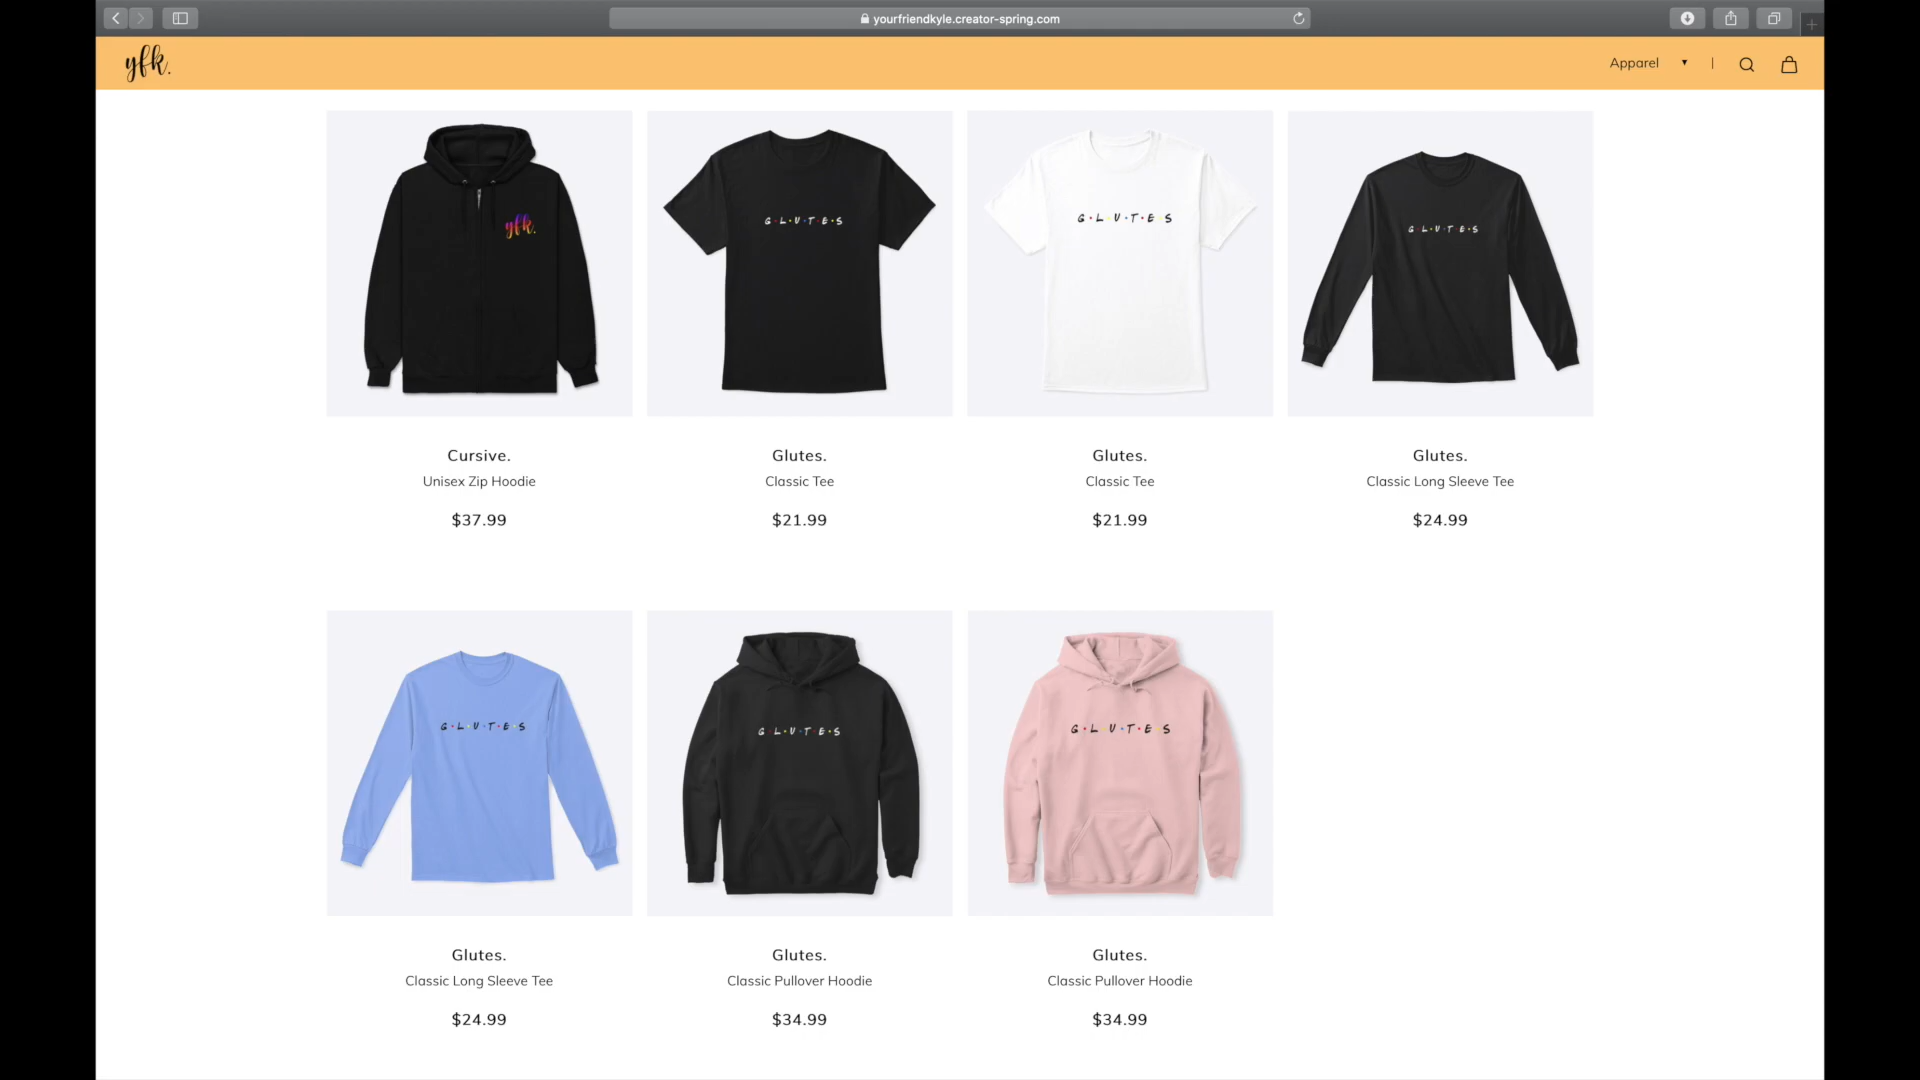 yourfriendkyle.creator-spring.com
yfk.
Apparel
yfk.
G·L·U·T·E·S
G·L·U·T·E·S
G·L·U·T·E·S
Cursive.
Unisex Zip Hoodie
$37.99
Glutes.
Classic Tee
$21.99
Glutes.
Classic Tee
$21.99
Glutes.
Classic Long Sleeve Tee
$24.99
G·L·U·T·E·S
G·L·U·T·E·S
G·L·U·T·E·S
Glutes.
Classic Long Sleeve Tee
$24.99
Glutes.
Classic Pullover Hoodie
$34.99
Glutes.
Classic Pullover Hoodie
$34.99